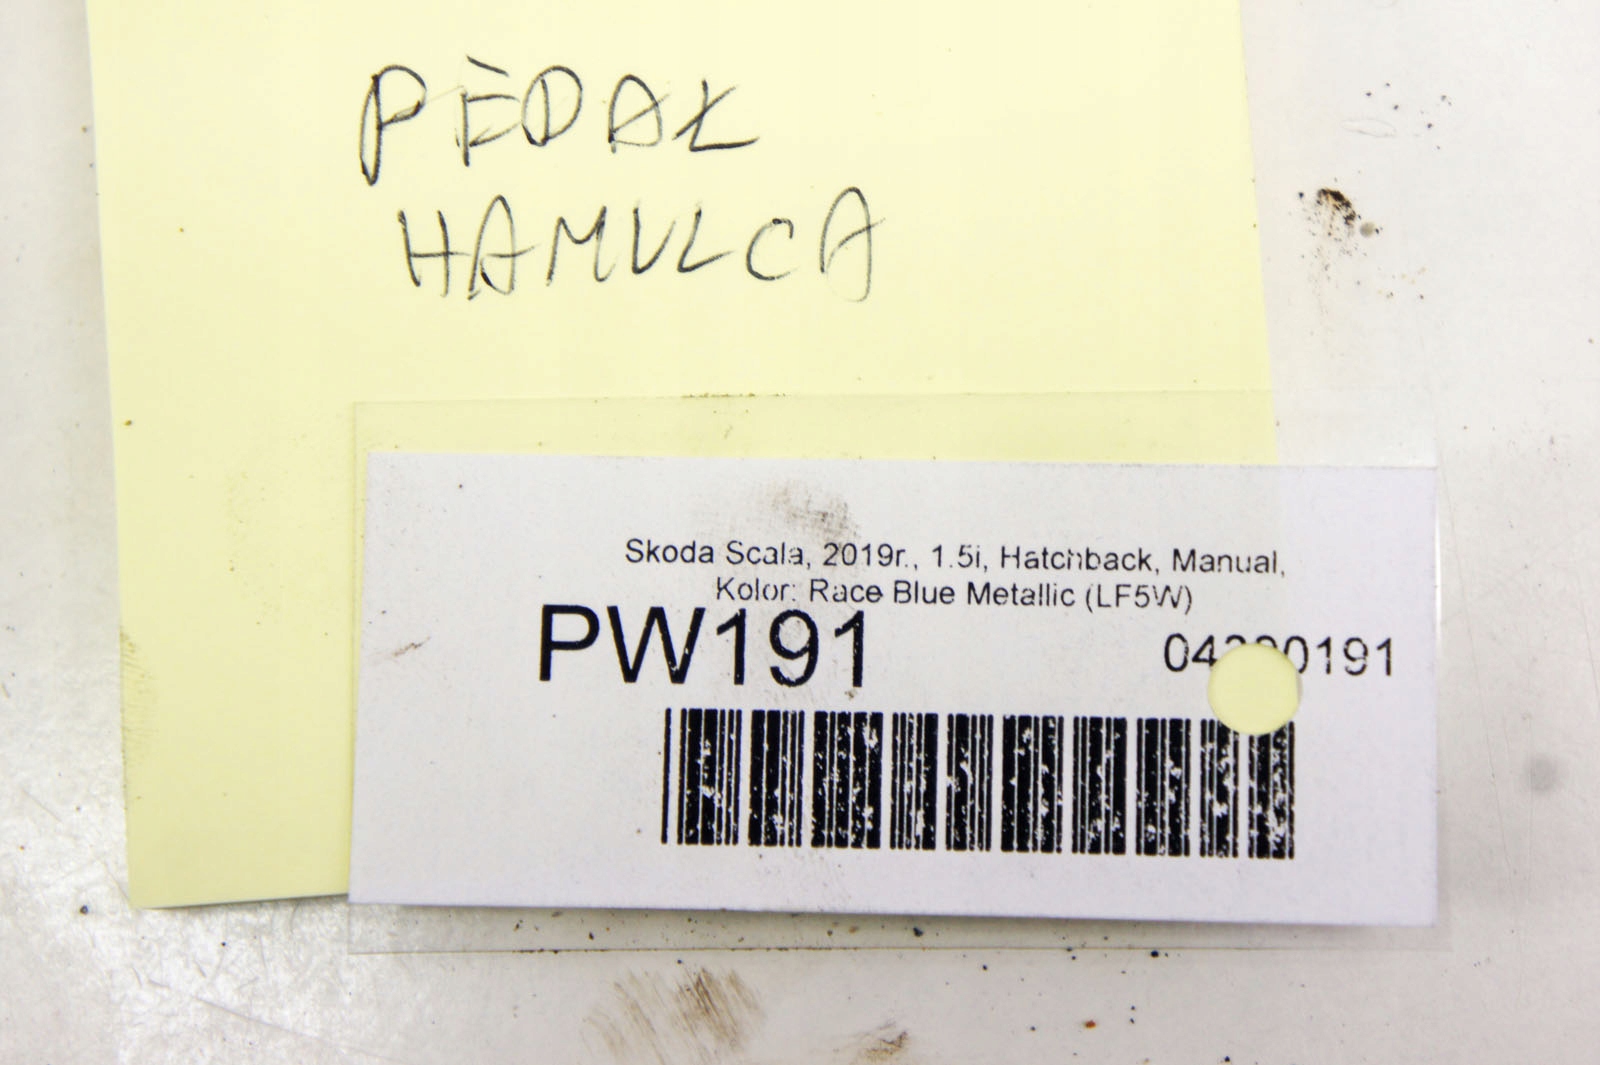 PEDAŁ
HAMULCA
Skoda Scala, 2019r., 1.5i, Hatchback, Manual,
Kolor: Race Blue Metallic (LF5W)
PW191